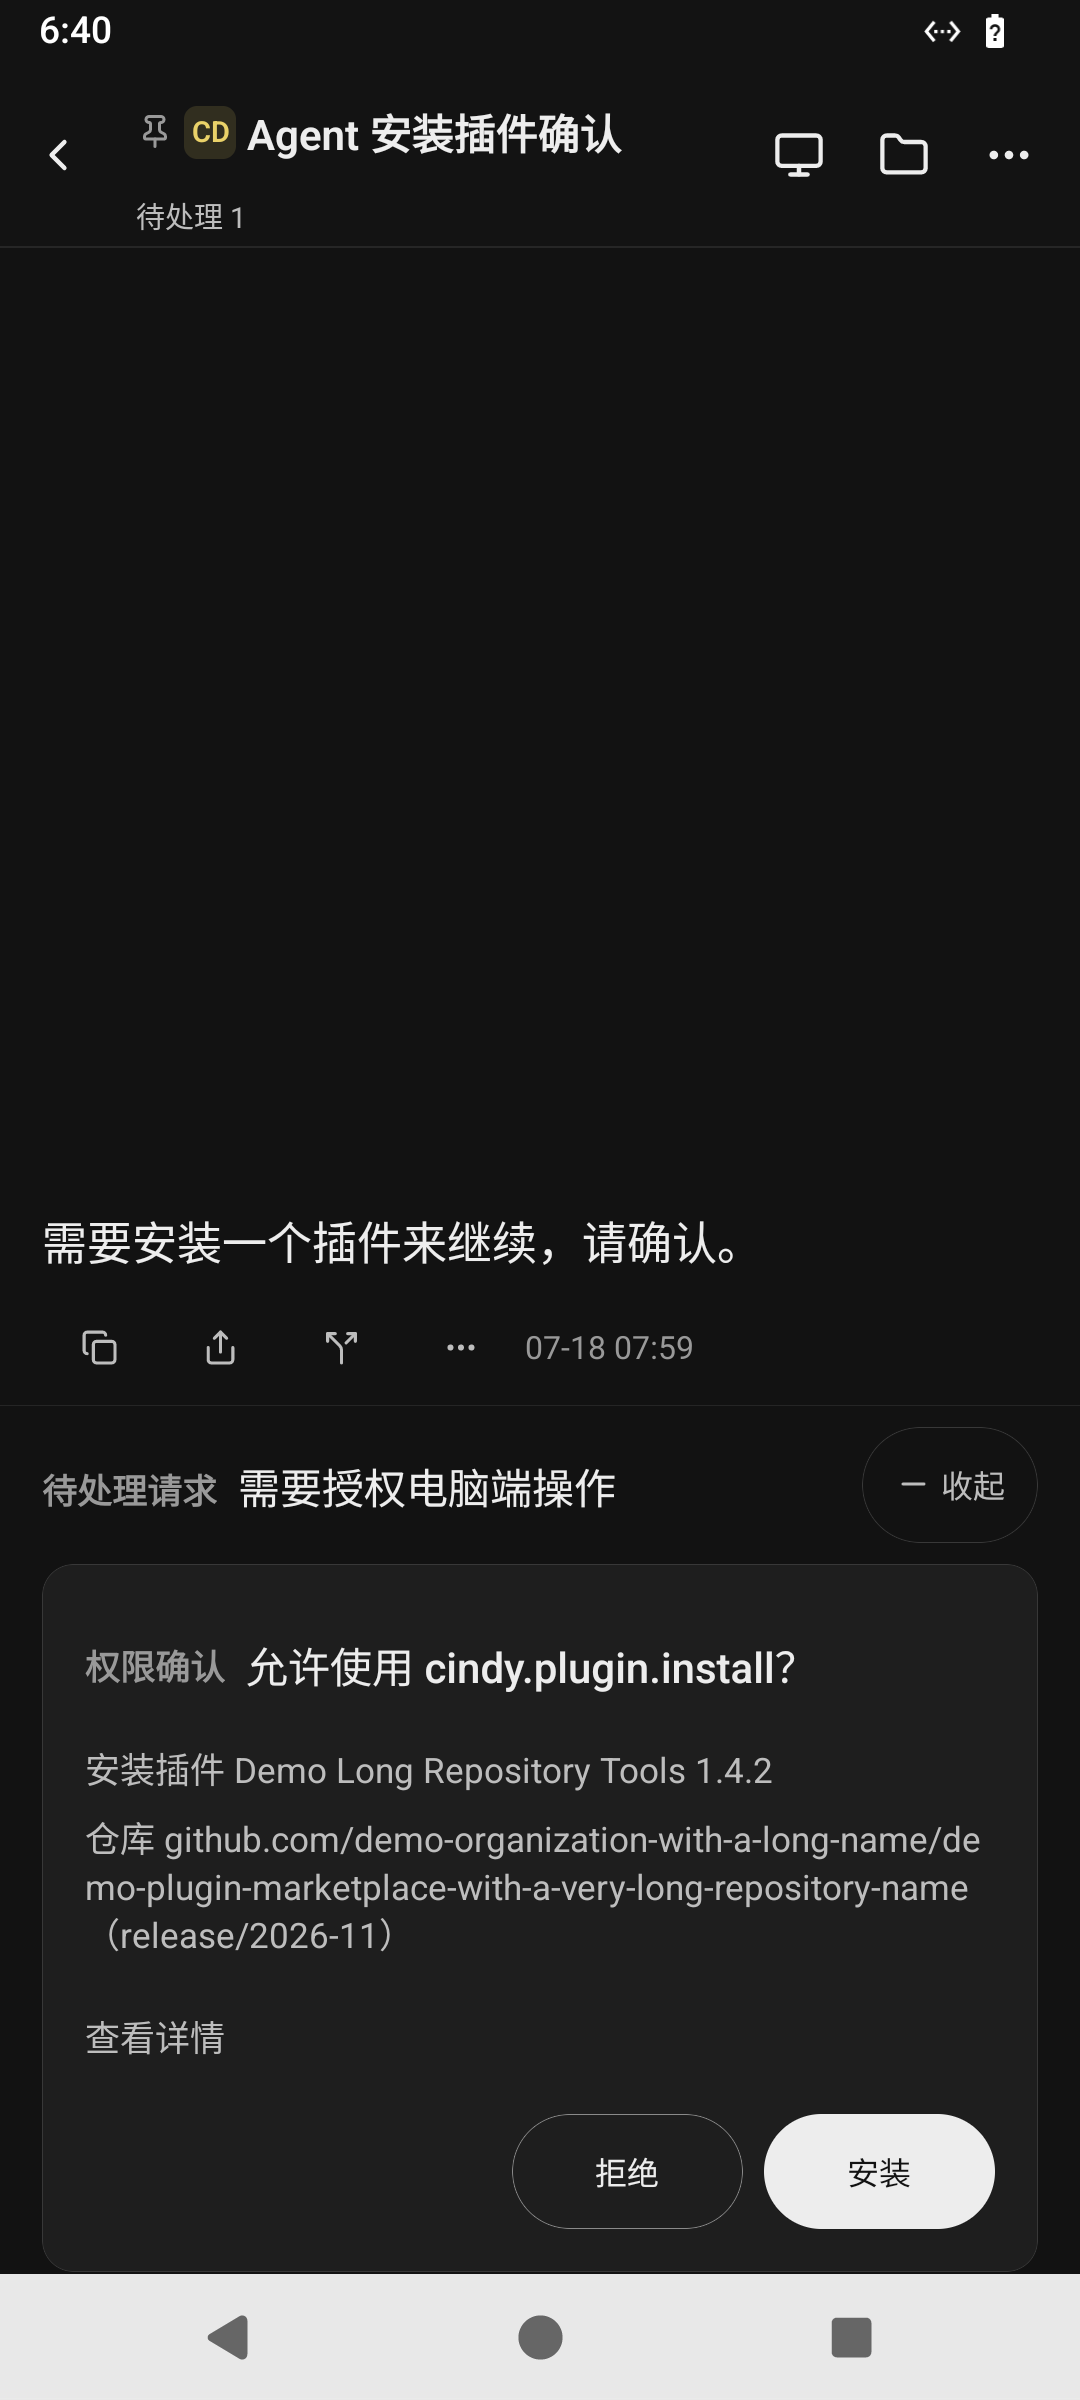 6:40
CD Agent 安装插件确认
待处理 1
需要安装一个插件来继续，请确认。
07-18 07:59
待处理请求 需要授权电脑端操作
收起
权限确认 允许使用 cindy.plugin.install？
安装插件 Demo Long Repository Tools 1.4.2
仓库 github.com/demo-organization-with-a-long-name/de
mo-plugin-marketplace-with-a-very-long-repository-name
（release/2026-11）
查看详情
拒绝
安装